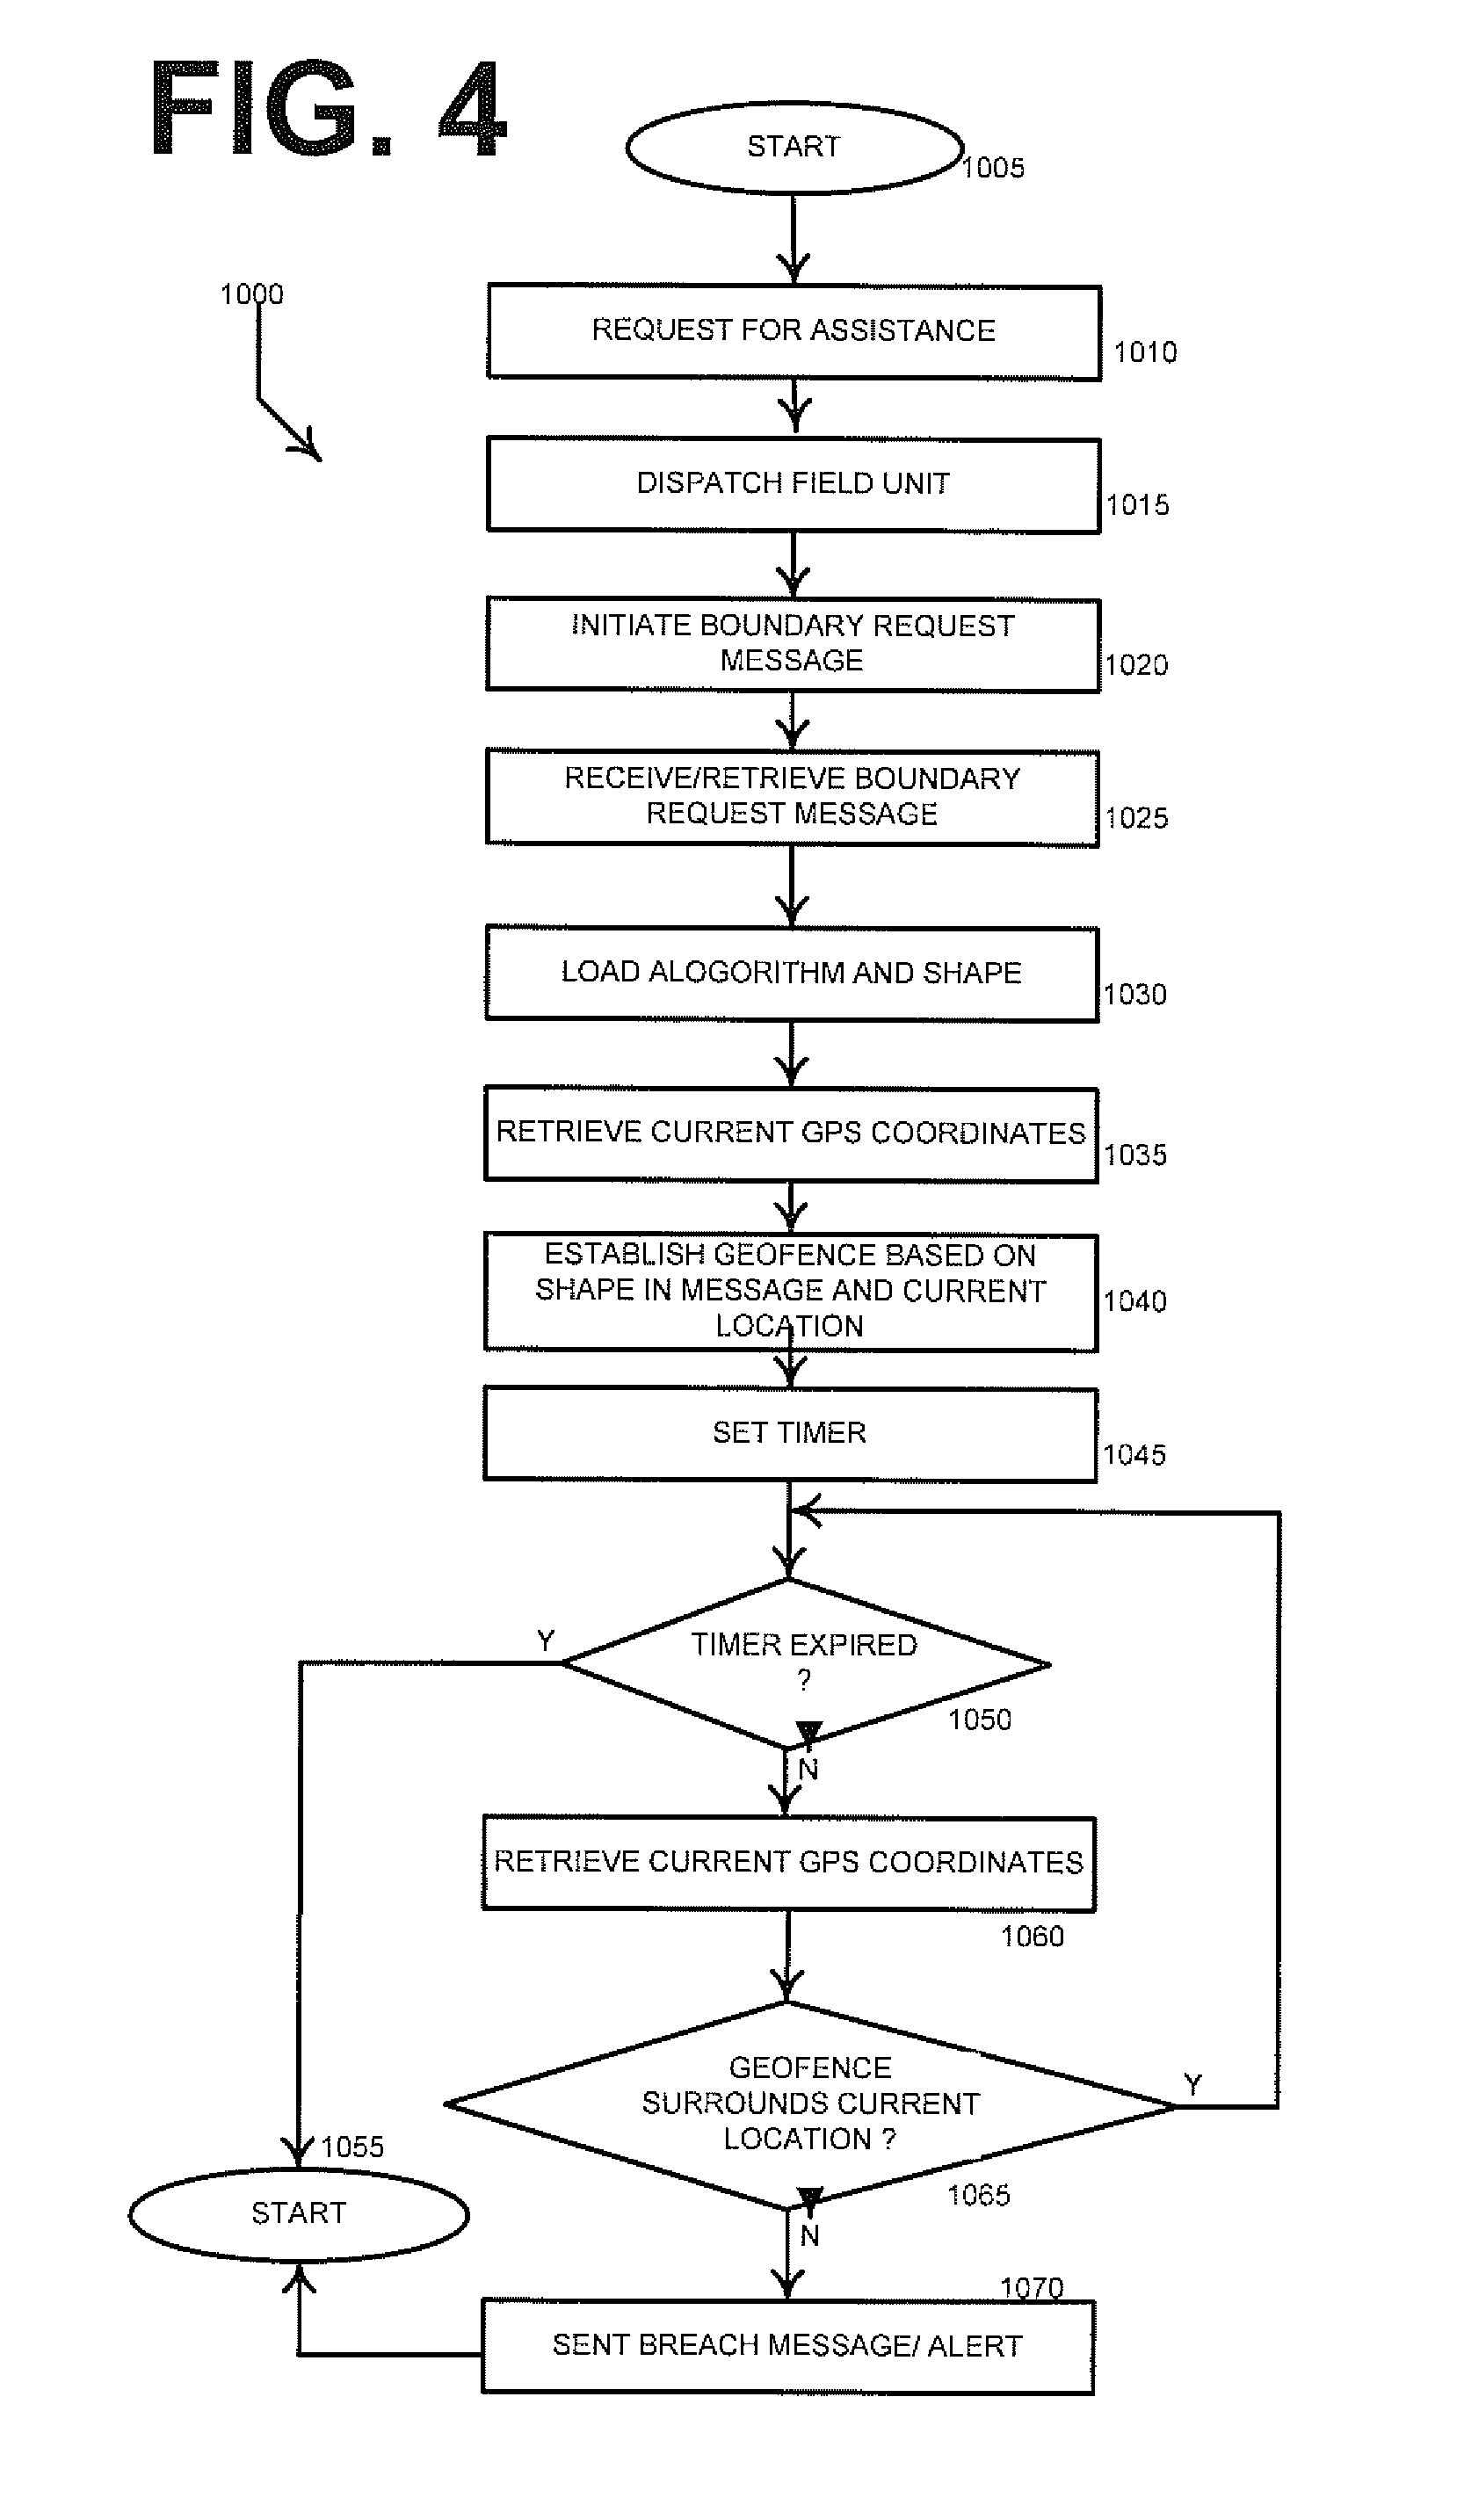 FIG. 4
START
1005
1000
REQUEST FOR ASSISTANCE
1010
DISPATCH FIELD UNIT
1015
INITIATE BOUNDARY REQUEST
MESSAGE
1020
RECEIVE/RETRIEVE BOUNDARY
REQUEST MESSAGE
1025
LOAD ALOGORITHM AND SHAPE
1030
RETRIEVE CURRENT GPS COORDINATES
1035
ESTABLISH GEOFENCE BASED ON
SHAPE IN MESSAGE AND CURRENT
LOCATION
1040
SET TIMER
1045
Y
TIMER EXPIRED
?
1050
N
RETRIEVE CURRENT GPS COORDINATES
1060
GEOFENCE
SURROUNDS CURRENT
LOCATION ?
Y
1065
N
1055
START
1070
SENT BREACH MESSAGE/ ALERT